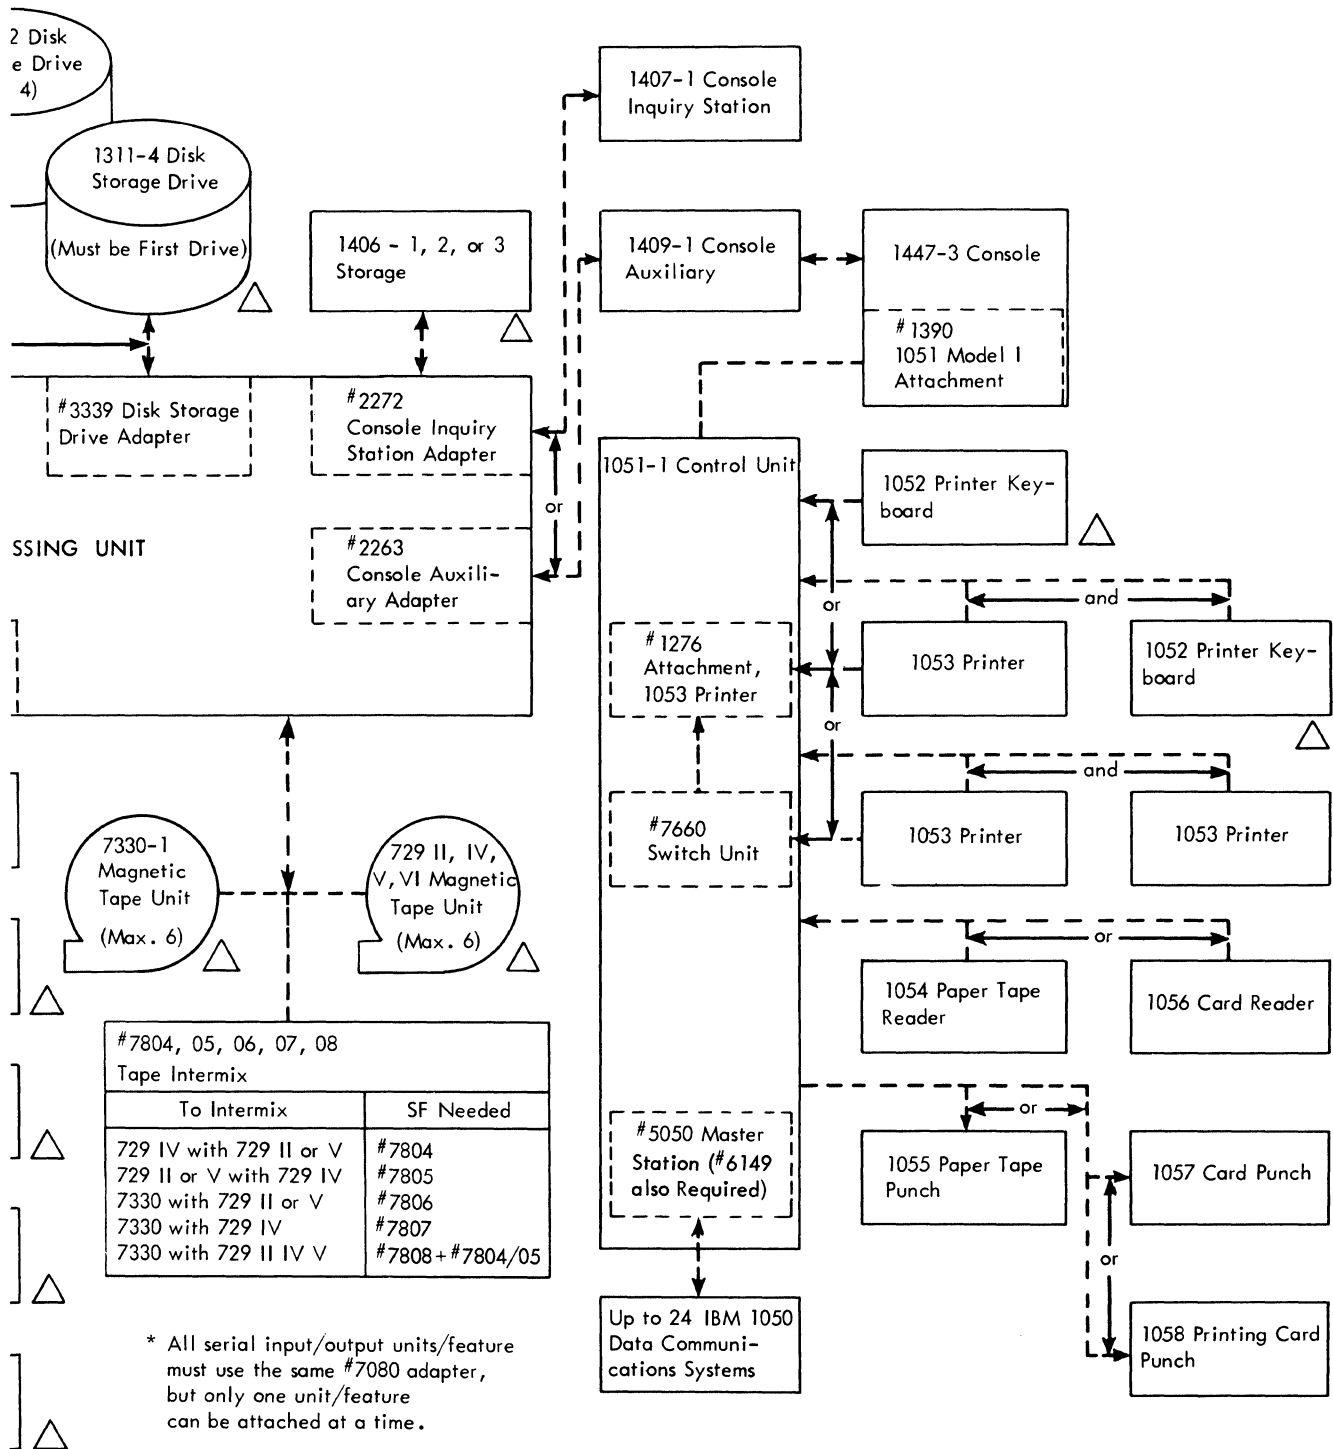 2 Disk
e Drive
4)
1311-4 Disk
Storage Drive
(Must be First Drive)
1406 - 1, 2, or 3
Storage
1407-1 Console
Inquiry Station
1409-1 Console
Auxiliary
1447-3 Console
#1390
1051 Model I
Attachment
#3339 Disk Storage
Drive Adapter
#2272
Console Inquiry
Station Adapter
or
#2263
Console Auxili-
ary Adapter
SSING UNIT
1051-1 Control Unit
1052 Printer Key-
board
or
and
#1276
Attachment,
1053 Printer
1053 Printer
1052 Printer Key-
board
or
and
#7660
Switch Unit
1053 Printer
1053 Printer
7330-1
Magnetic
Tape Unit
(Max. 6)
729 II, IV,
V, VI Magnetic
Tape Unit
(Max. 6)
or
1054 Paper Tape
Reader
1056 Card Reader
#7804, 05, 06, 07, 08
Tape Intermix
To Intermix SF Needed
729 IV with 729 II or V #7804
729 II or V with 729 IV #7805
7330 with 729 II or V #7806
7330 with 729 IV #7807
7330 with 729 II IV V #7808+#7804/05
or
#5050 Master
Station (#6149
also Required)
1055 Paper Tape
Punch
1057 Card Punch
or
Up to 24 IBM 1050
Data Communi-
cations Systems
1058 Printing Card
Punch
* All serial input/output units/feature
must use the same #7080 adapter,
but only one unit/feature
can be attached at a time.